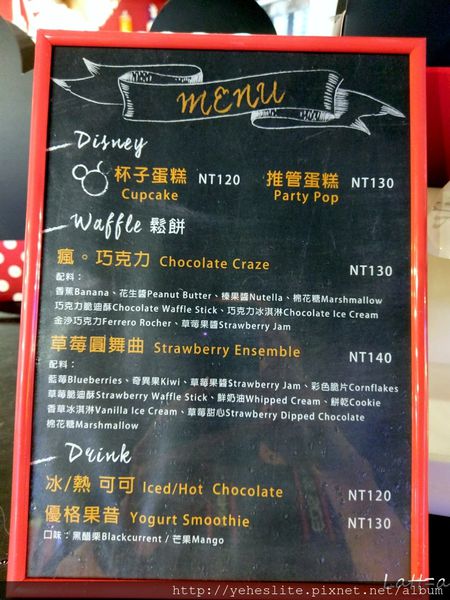 MENU
Disney
杯子蛋糕 NT120 推管蛋糕 NT130
Cupcake Party Pop
Waffle 鬆餅
瘋。巧克力 Chocolate Craze NT130
配料：
香蕉Banana、花生醬Peanut Butter、榛果醬Nutella、棉花糖Marshmallow
巧克力脆迪酥Chocolate Waffle Stick、巧克力冰淇淋Chocolate Ice Cream
金沙巧克力Ferrero Rocher、草莓果醬Strawberry Jam
草莓圓舞曲 Strawberry Ensemble NT140
配料：
藍莓Blueberries、奇異果Kiwi、草莓果醬Strawberry Jam、彩色脆片Cornflakes
草莓脆迪酥Strawberry Waffle Stick、鮮奶油Whipped Cream、餅乾Cookie
香草冰淇淋Vanilla Ice Cream、草莓甜心Strawberry Dipped Chocolate
棉花糖Marshmallow
Drink
冰/熱 可可 Iced/Hot Chocolate NT120
優格果昔 Yogurt Smoothie NT130
口味：黑醋栗Blackcurrent / 芒果Mango
http://yeheslite.pixnet.net/album